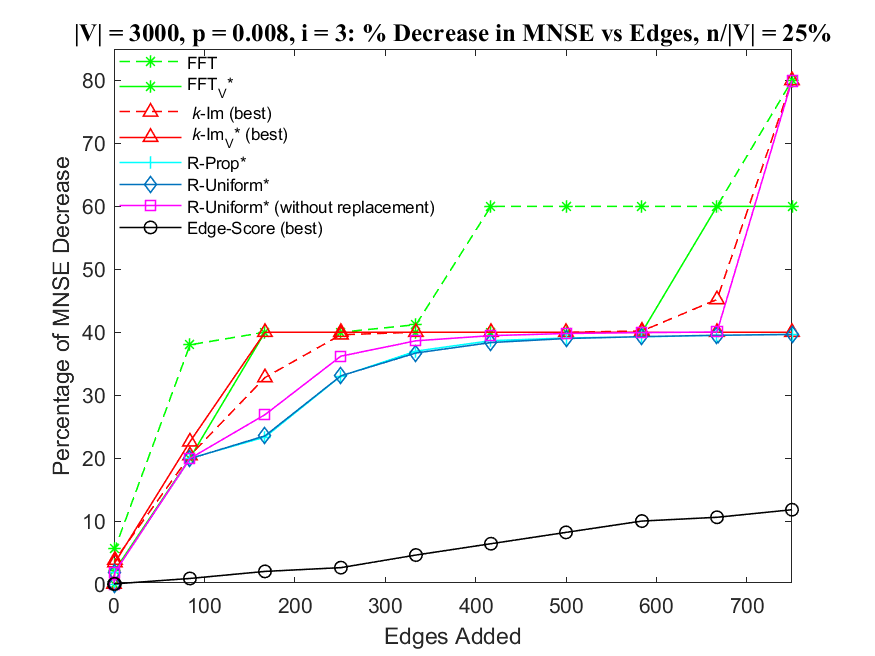 |V| = 3000, p = 0.008, i = 3: % Decrease in MNSE vs Edges, n/|V| = 25%
FFT
FFT_V*
k-Im (best)
k-Im_V* (best)
R-Prop*
R-Uniform*
R-Uniform* (without replacement)
Edge-Score (best)
Percentage of MNSE Decrease
80
70
60
50
40
30
20
10
0
0 100 200 300 400 500 600 700
Edges Added